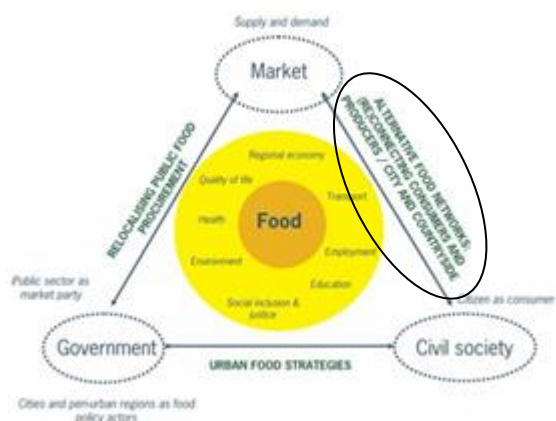 Supply and demand
Market
ALTERNATIVE FOOD NETWORKS:
(RE)CONNECTING CONSUMERS AND
PRODUCERS / CITY AND COUNTRYSIDE
RELOCALISING PUBLIC FOOD
PROCUREMENT
Regional economy
Quality of life
Transport
Health
Food
Environment
Employment
Education
Social inclusion &
justice
Public sector as
market party
Citizen as consumer
Government
Civil society
URBAN FOOD STRATEGIES
Cities and peri-urban regions as food
policy actors